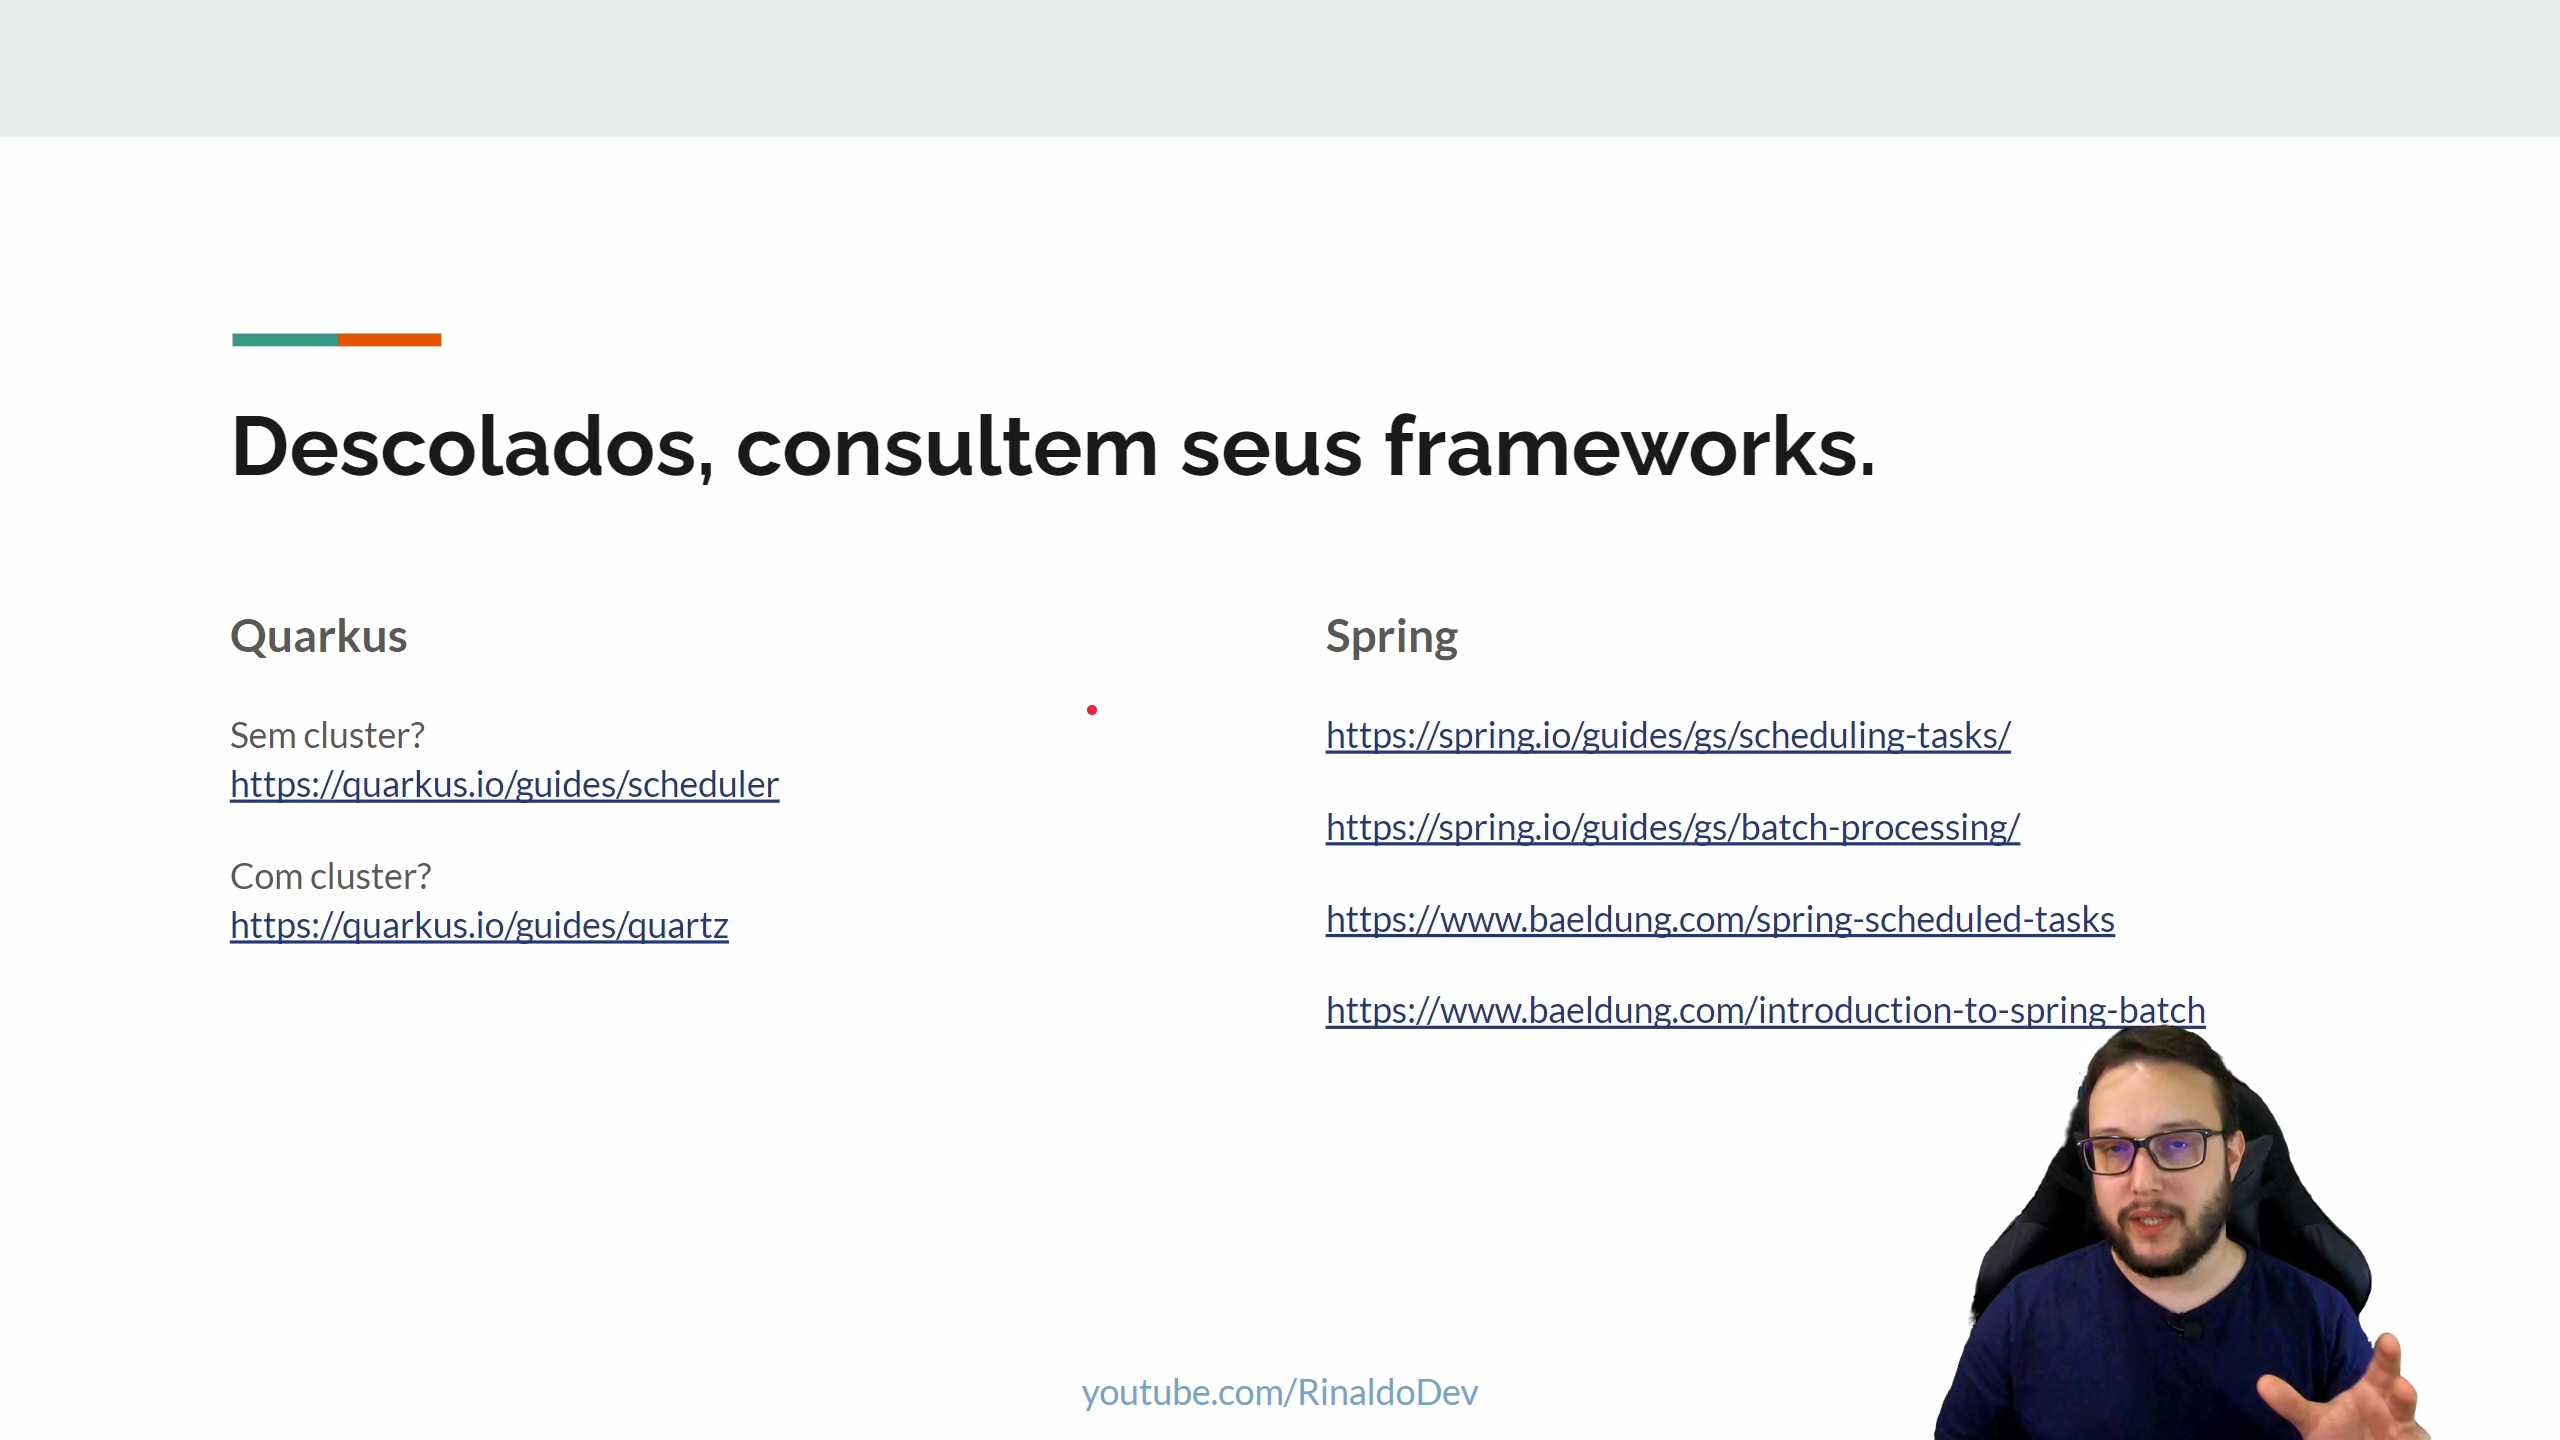 Descolados, consultem seus frameworks.
Quarkus
Sem cluster?
https://quarkus.io/guides/scheduler
Com cluster?
https://quarkus.io/guides/quartz
Spring
https://spring.io/guides/gs/scheduling-tasks/
https://spring.io/guides/gs/batch-processing/
https://www.baeldung.com/spring-scheduled-tasks
https://www.baeldung.com/introduction-to-spring-batch
youtube.com/RinaldoDev